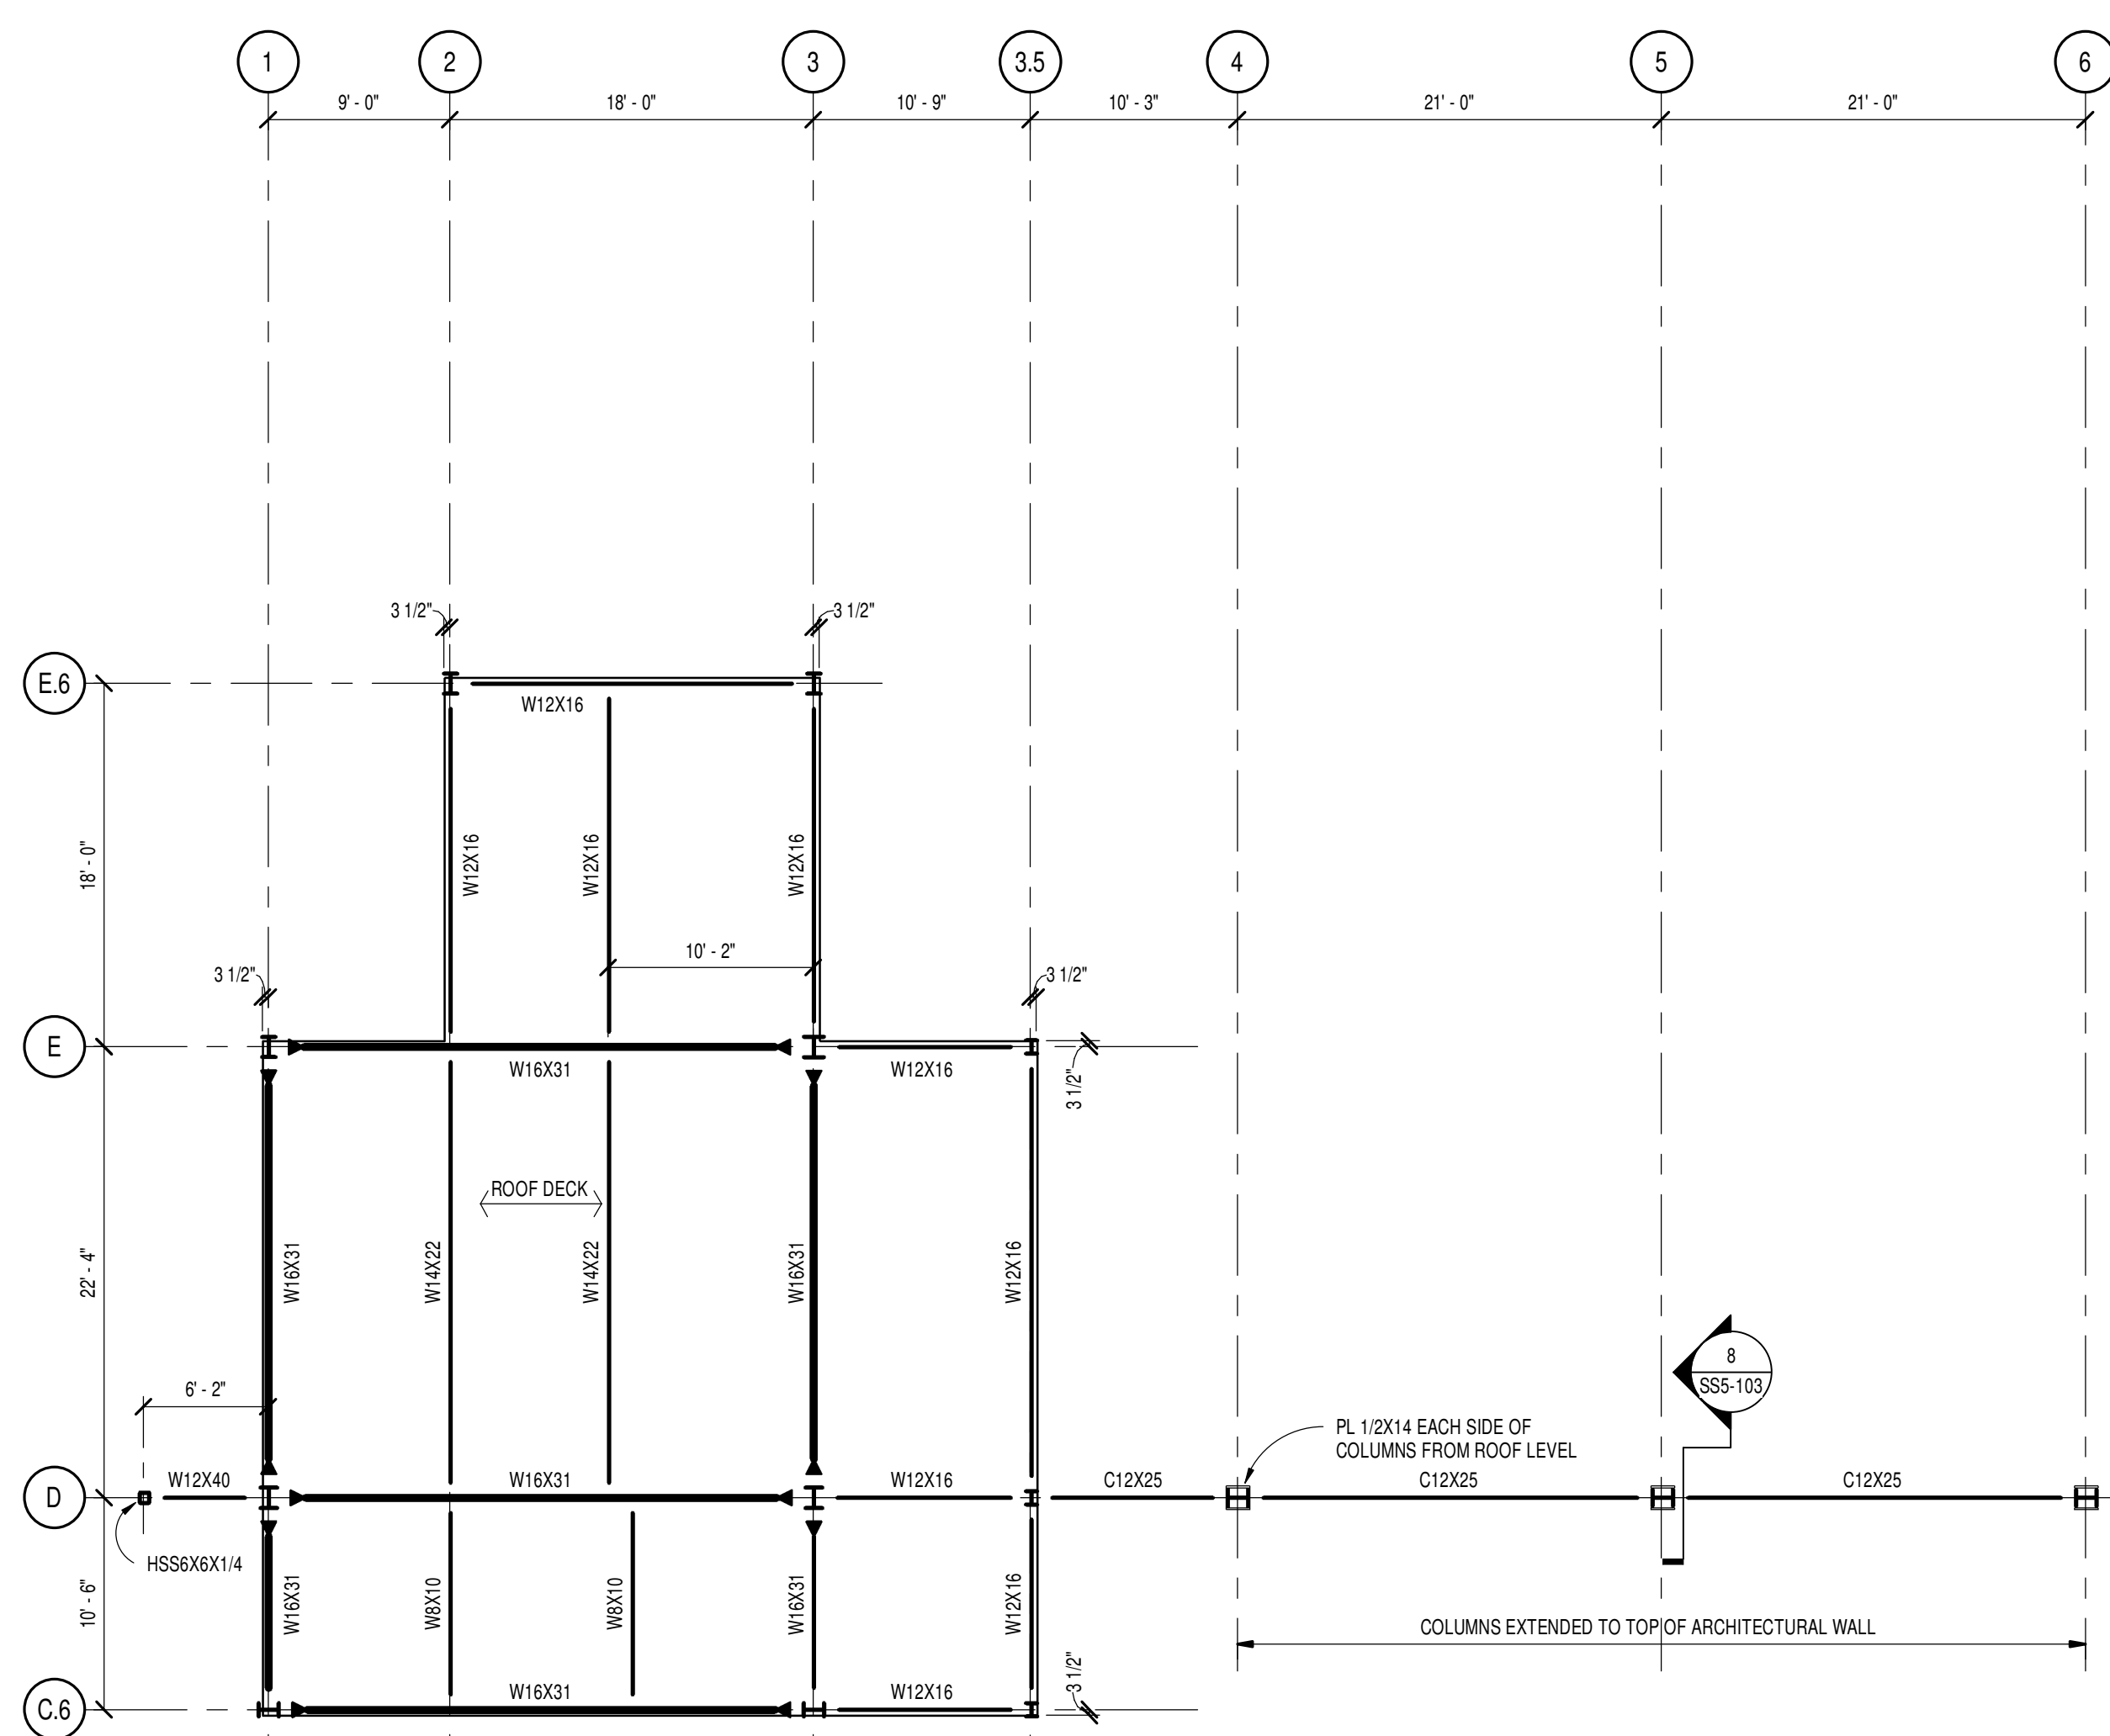 1
2
3
3.5
4
5
6
9' - 0"
18' - 0"
10' - 9"
10' - 3"
21' - 0"
21' - 0"
3 1/2"
3 1/2"
E.6
W12X16
18' - 0"
W12X16
W12X16
W12X16
10' - 2"
3 1/2"
3 1/2"
E
W16X31
W12X16
3 1/2"
ROOF DECK
22' - 4"
W16X31
W14X22
W14X22
W16X31
W12X16
8
SS5-103
6' - 2"
PL 1/2X14 EACH SIDE OF
COLUMNS FROM ROOF LEVEL
D
W12X40
W16X31
W12X16
C12X25
C12X25
C12X25
HSS6X6X1/4
10' - 6"
W16X31
W8X10
W8X10
W16X31
W12X16
COLUMNS EXTENDED TO TOP OF ARCHITECTURAL WALL
3 1/2"
C.6
W16X31
W12X16